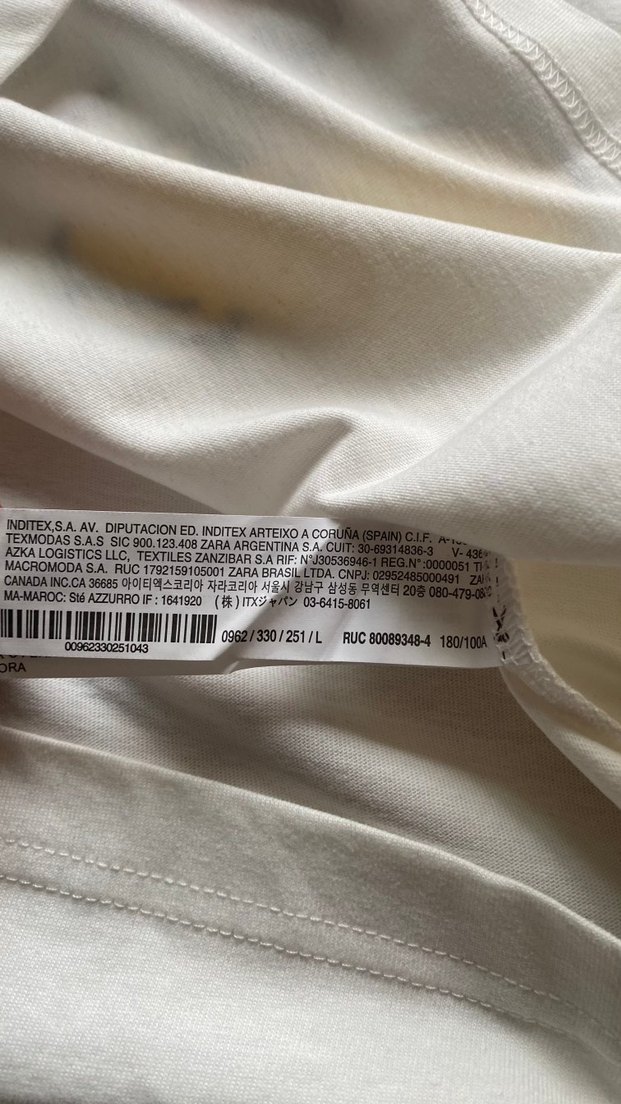 INDITEX,S.A. AV. DIPUTACION ED. INDITEX ARTEIXO A CORUÑA (SPAIN) C.I.F.
TEXMODAS S.A.S SIC 900.123.408 ZARA ARGENTINA S.A. CUIT: 30-69314836-3 V-
AZKA LOGISTICS LLC, TEXTILES ZANZIBAR S.A RIF: N°J30536946-1 REG.N°:0000051
MACROMODA S.A. RUC 1792159105001 ZARA BRASIL LTDA. CNPJ: 02952485000491
CANADA INC.CA 36685 아이티엑스코리아 자라코리아 서울시 강남구 삼성동 무역센터 20층
MA-MAROC: Sté AZZURRO IF : 1641920 (株) ITXジャパン 03-6415-8061
0962 / 330 / 251 / L RUC 80089348-4 180/100A
00962330251043